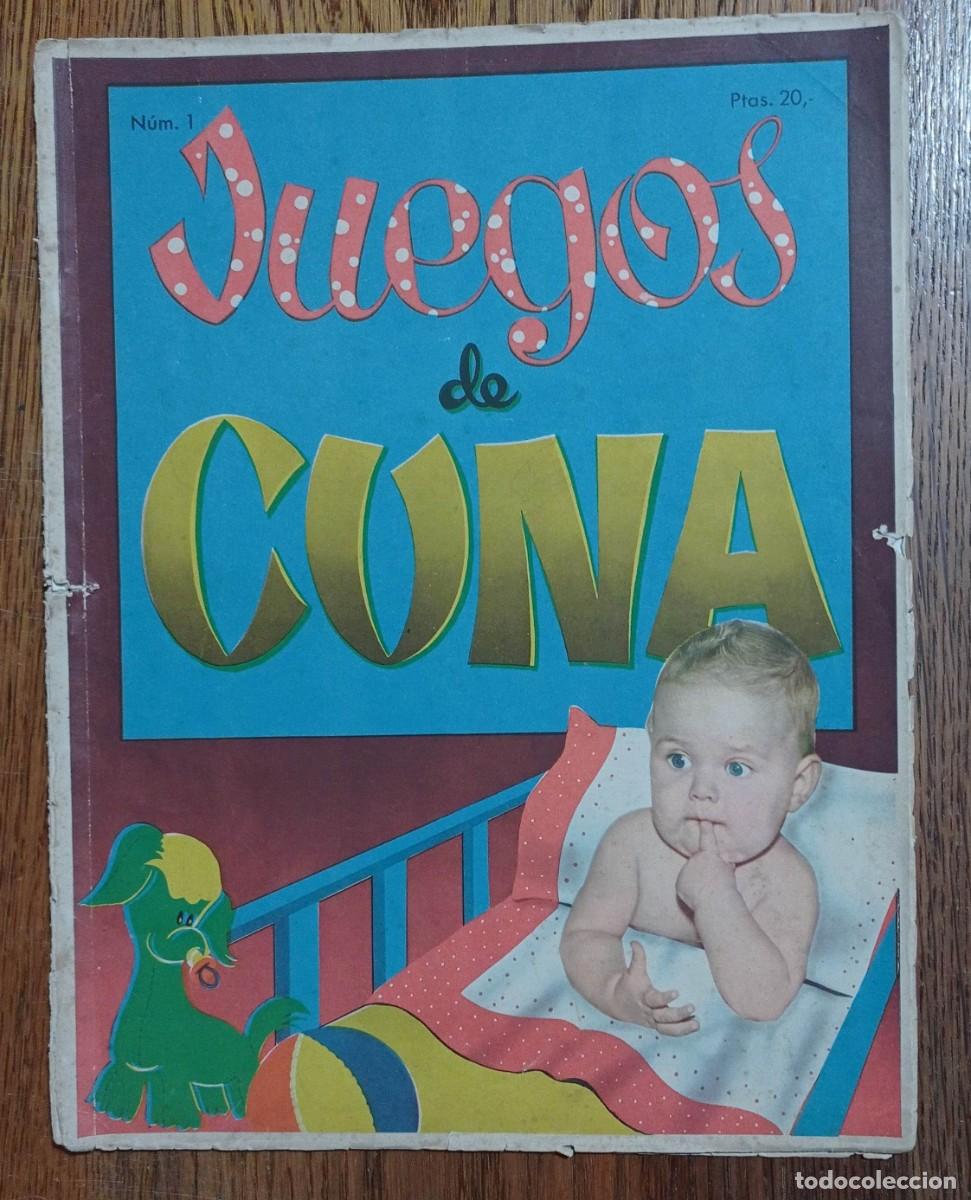 Núm. 1
Ptas. 20,-
Juegos
de
CUNA
todocoleccion